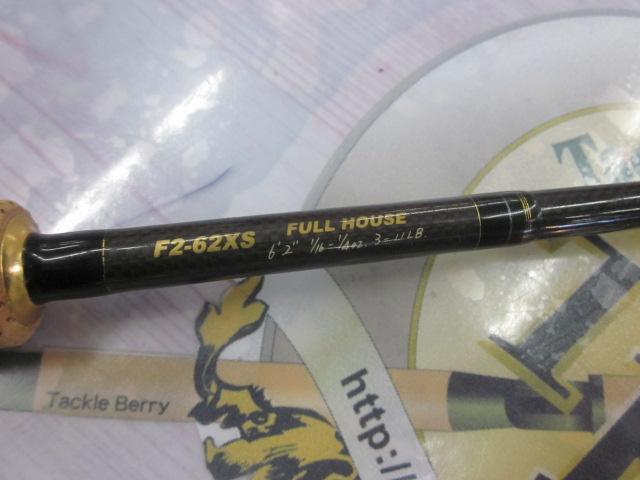 F2-62XS FULL HOUSE
6'2" 1/16-1/4oz. 3-11LB.
Tackle Berry
http:/